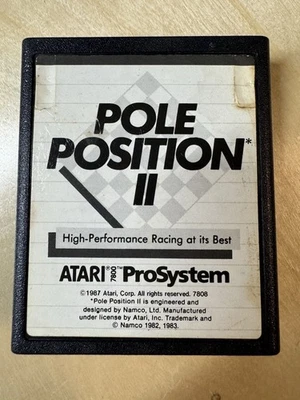 POLE
POSITION*
II
High-Performance Racing at its Best
ATARI® 7800 ProSystem
©1987 Atari, Corp. All rights reserved. 7808
*Pole Position II is engineered and
designed by Namco, Ltd. Manufactured
under license by Atari, Inc. Trademark and
© Namco 1982, 1983.